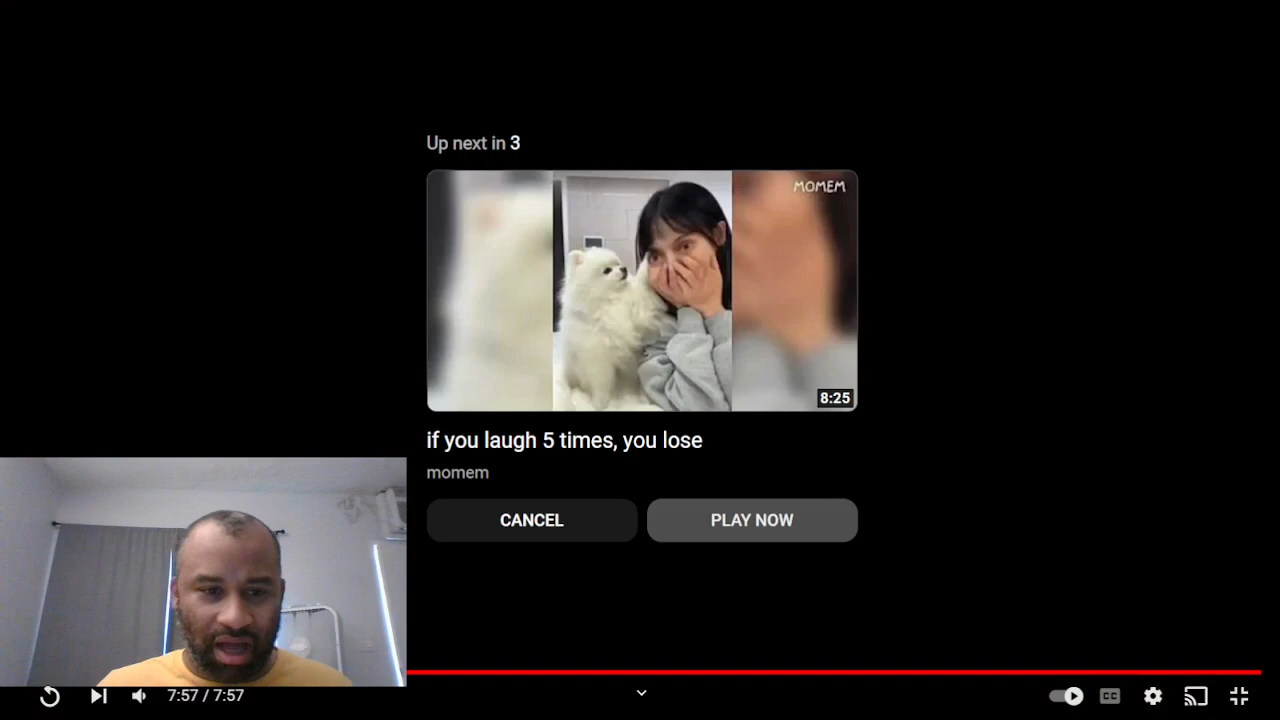 Up next in 3
MOMEM
8:25
if you laugh 5 times, you lose
momem
CANCEL
PLAY NOW
7:57 / 7:57
CC